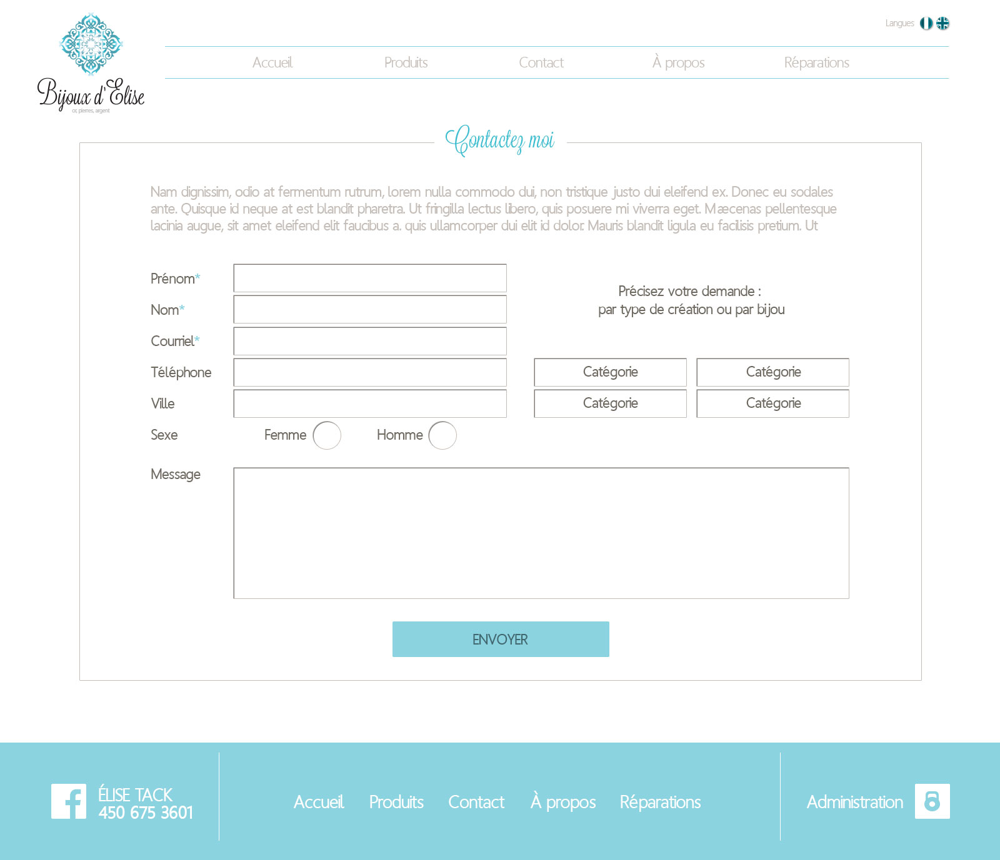 Langues
Accueil Produits Contact À propos Réparations
Bijoux d'Elise
or, pierres, argent
Contactez moi
Nam dignissim, odio at fermentum rutrum, lorem nulla commodo dui, non tristique justo dui eleifend ex. Donec eu sodales
ante. Quisque id neque at est blandit pharetra. Ut fringilla lectus libero, quis posuere mi viverra eget. Mæcenas pellentesque
lacinia augue, sit amet eleifend elit faucibus a. quis ullamcorper dui elit id dolor. Mauris blandit ligula eu facilisis pretium. Ut
Prénom*
Nom*
Courriel*
Téléphone
Ville
Sexe Femme Homme
Précisez votre demande :
par type de création ou par bijou
Catégorie Catégorie
Catégorie Catégorie
Message
ENVOYER
ÉLISE TACK
450 675 3601
Accueil Produits Contact À propos Réparations
Administration